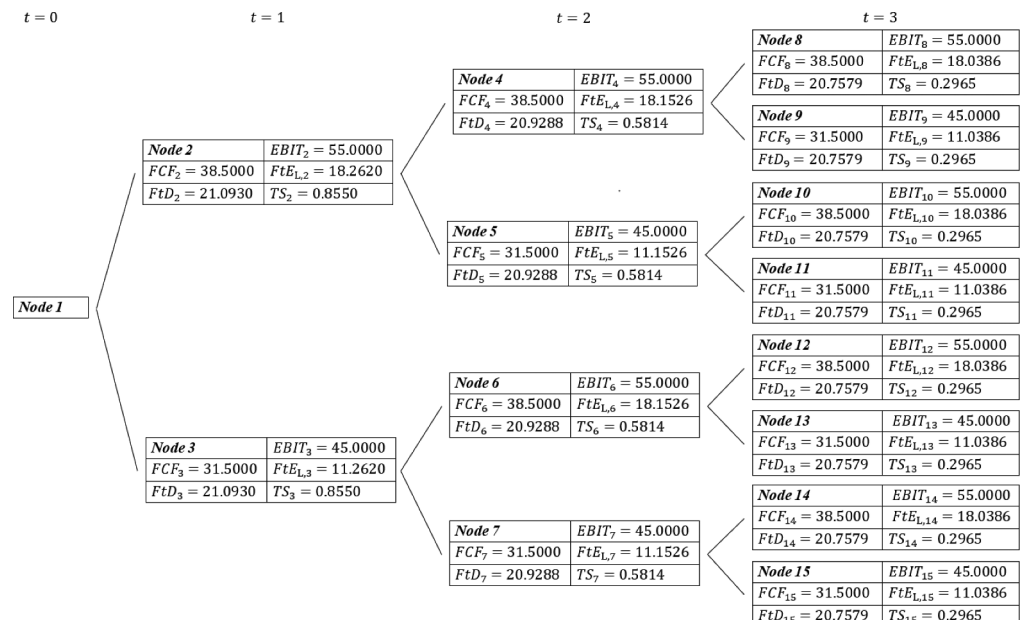 t = 0 t = 1 t = 2 t = 3
Node 1
Node 2 EBIT₂ = 55.0000
FCF₂ = 38.5000 FtE_L,2 = 18.2620
FtD₂ = 21.0930 TS₂ = 0.8550
Node 3 EBIT₃ = 45.0000
FCF₃ = 31.5000 FtE_L,3 = 11.2620
FtD₃ = 21.0930 TS₃ = 0.8550
Node 4 EBIT₄ = 55.0000
FCF₄ = 38.5000 FtE_L,4 = 18.1526
FtD₄ = 20.9288 TS₄ = 0.5814
Node 5 EBIT₅ = 45.0000
FCF₅ = 31.5000 FtE_L,5 = 11.1526
FtD₅ = 20.9288 TS₅ = 0.5814
Node 6 EBIT₆ = 55.0000
FCF₆ = 38.5000 FtE_L,6 = 18.1526
FtD₆ = 20.9288 TS₆ = 0.5814
Node 7 EBIT₇ = 45.0000
FCF₇ = 31.5000 FtE_L,7 = 11.1526
FtD₇ = 20.9288 TS₇ = 0.5814
Node 8 EBIT₈ = 55.0000
FCF₈ = 38.5000 FtE_L,8 = 18.0386
FtD₈ = 20.7579 TS₈ = 0.2965
Node 9 EBIT₉ = 45.0000
FCF₉ = 31.5000 FtE_L,9 = 11.0386
FtD₉ = 20.7579 TS₉ = 0.2965
Node 10 EBIT₁₀ = 55.0000
FCF₁₀ = 38.5000 FtE_L,10 = 18.0386
FtD₁₀ = 20.7579 TS₁₀ = 0.2965
Node 11 EBIT₁₁ = 45.0000
FCF₁₁ = 31.5000 FtE_L,11 = 11.0386
FtD₁₁ = 20.7579 TS₁₁ = 0.2965
Node 12 EBIT₁₂ = 55.0000
FCF₁₂ = 38.5000 FtE_L,12 = 18.0386
FtD₁₂ = 20.7579 TS₁₂ = 0.2965
Node 13 EBIT₁₃ = 45.0000
FCF₁₃ = 31.5000 FtE_L,13 = 11.0386
FtD₁₃ = 20.7579 TS₁₃ = 0.2965
Node 14 EBIT₁₄ = 55.0000
FCF₁₄ = 38.5000 FtE_L,14 = 18.0386
FtD₁₄ = 20.7579 TS₁₄ = 0.2965
Node 15 EBIT₁₅ = 45.0000
FCF₁₅ = 31.5000 FtE_L,15 = 11.0386
FtD₁₅ = 20.7579 TS₁₅ = 0.2965